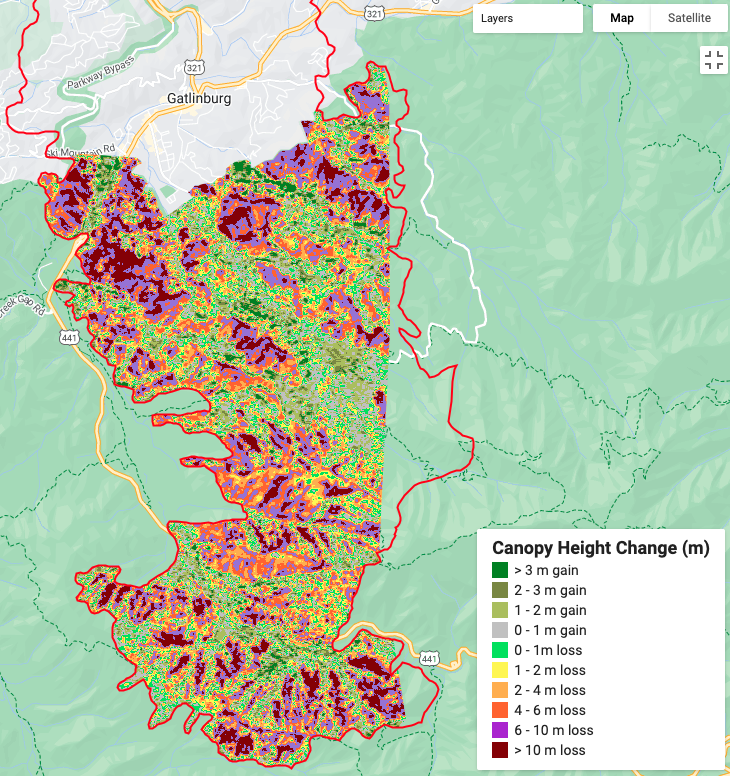 321
Layers
Map
Satellite
Parkway Bypass
321
Gatlinburg
ski Mountain Rd
Creek Gap Rd
441
441
Canopy Height Change (m)
> 3 m gain
2 - 3 m gain
1 - 2 m gain
0 - 1 m gain
0 - 1m loss
1 - 2 m loss
2 - 4 m loss
4 - 6 m loss
6 - 10 m loss
> 10 m loss